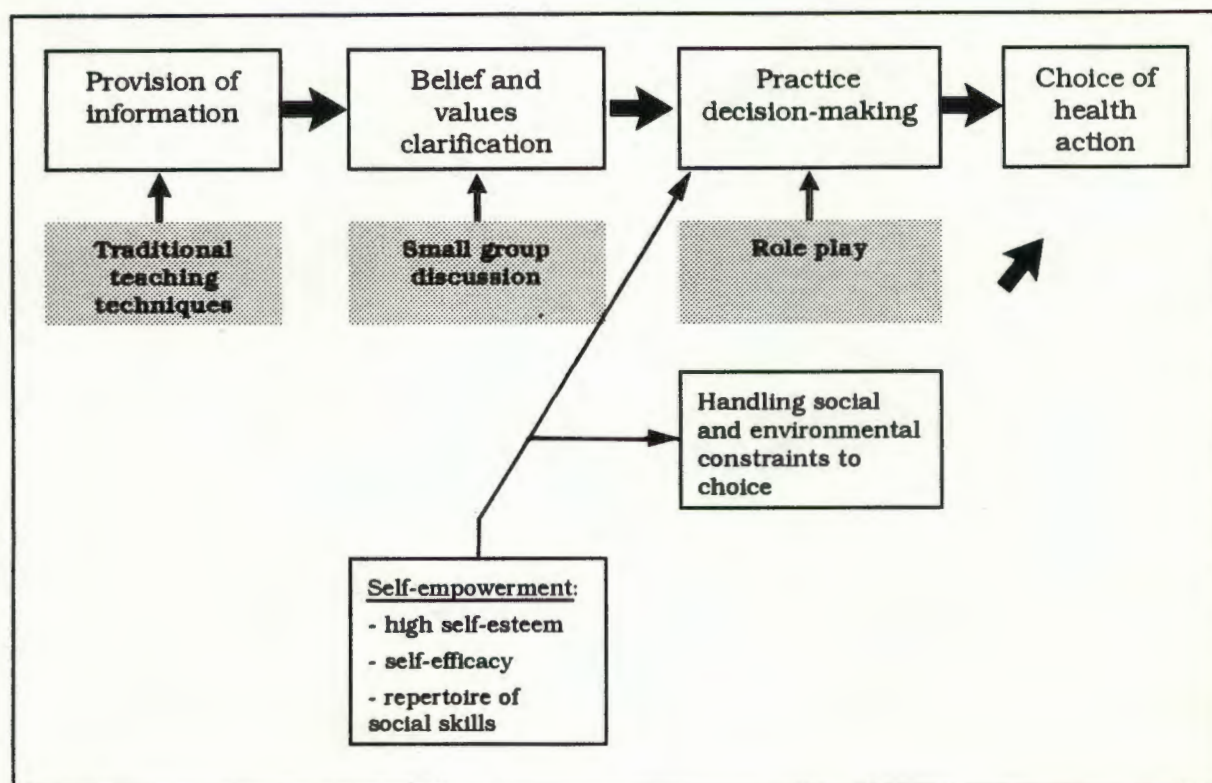 Provision of
information
Belief and
values
clarification
Practice
decision-making
Choice of
health
action
Traditional
teaching
techniques
Small group
discussion
Role play
Handling social
and environmental
constraints to
choice
Self-empowerment:
- high self-esteem
- self-efficacy
- repertoire of
social skills